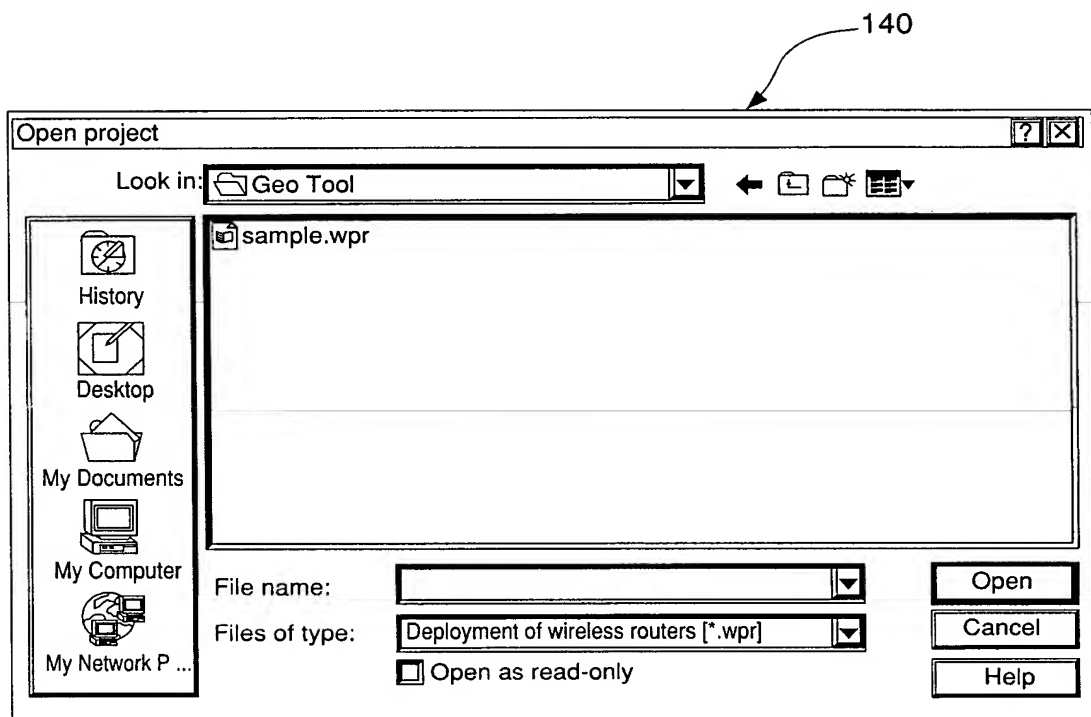 140
Open project
?
Look in:
Geo Tool
sample.wpr
History
Desktop
My Documents
My Computer
My Network P ...
File name:
Files of type:
Deployment of wireless routers [*.wpr]
Open as read-only
Open
Cancel
Help